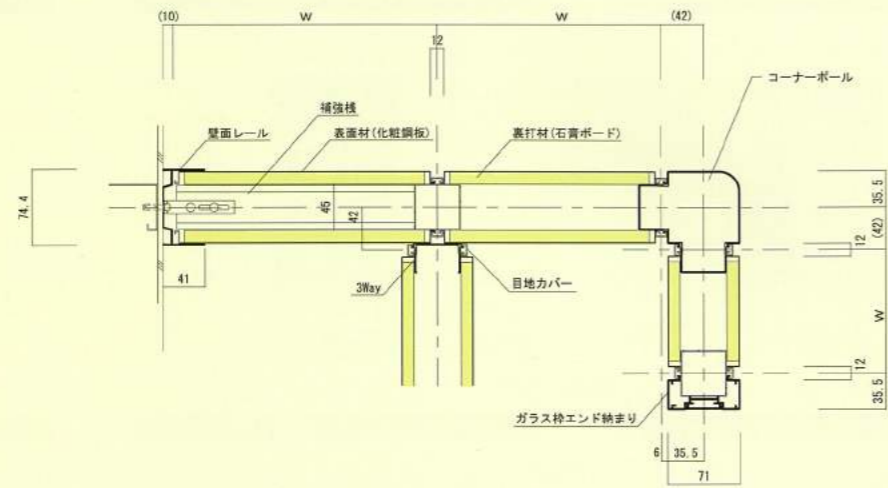 (10)
W
W
(42)
12
コーナーポール
補強桟
壁面レール
表面材(化粧鋼板)
裏打材(石膏ボード)
74.4
45
42
35.5
(42)
12
41
3Way
目地カバー
W
12
35.5
ガラス枠エンド納まり
6
35.5
71